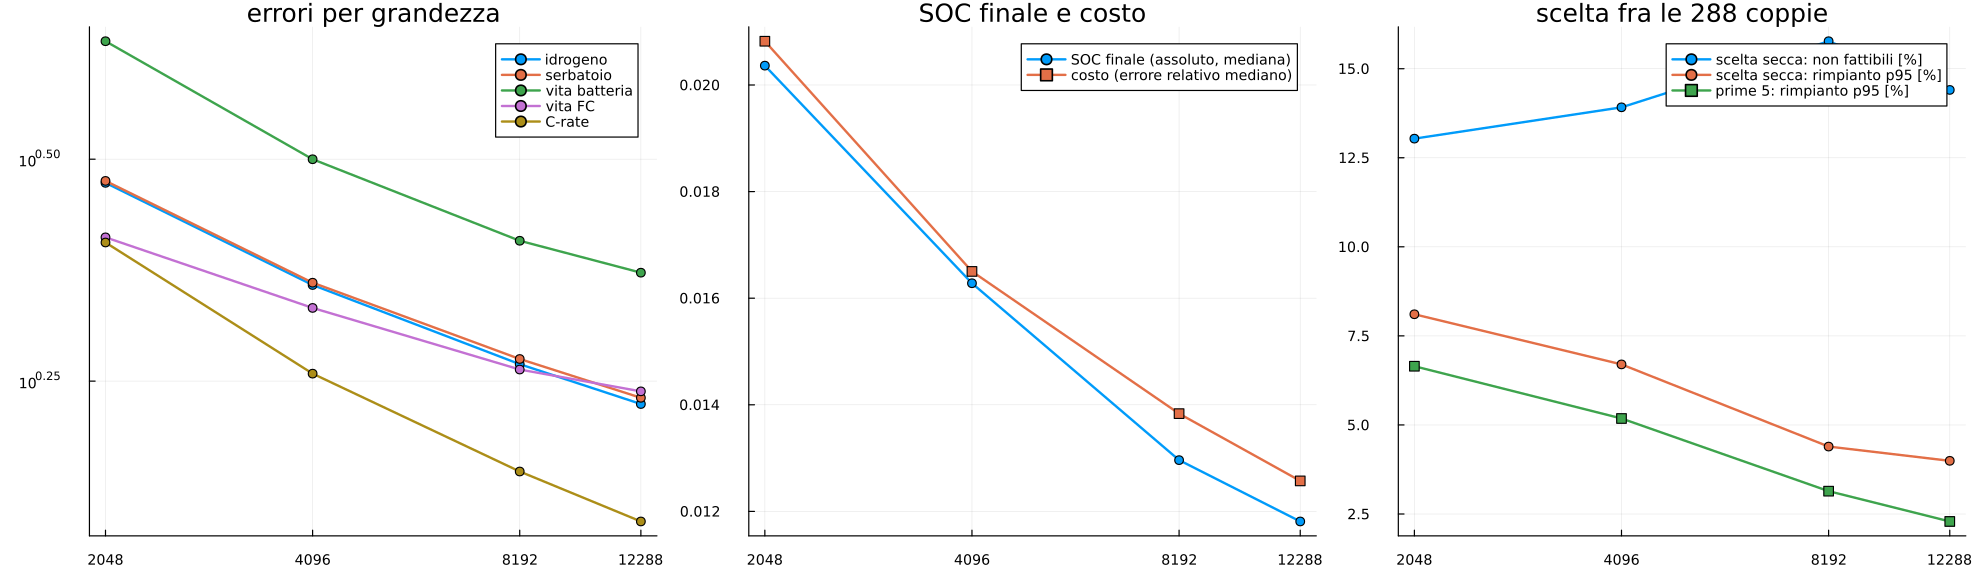 errori per grandezza
idrogeno
serbatoio
vita batteria
vita FC
C-rate
10^0.50
10^0.25
2048 4096 8192 12288
SOC finale e costo
SOC finale (assoluto, mediana)
costo (errore relativo mediano)
0.020
0.018
0.016
0.014
0.012
2048 4096 8192 12288
scelta fra le 288 coppie
scelta secca: non fattibili [%]
scelta secca: rimpianto p95 [%]
prime 5: rimpianto p95 [%]
15.0
12.5
10.0
7.5
5.0
2.5
2048 4096 8192 12288